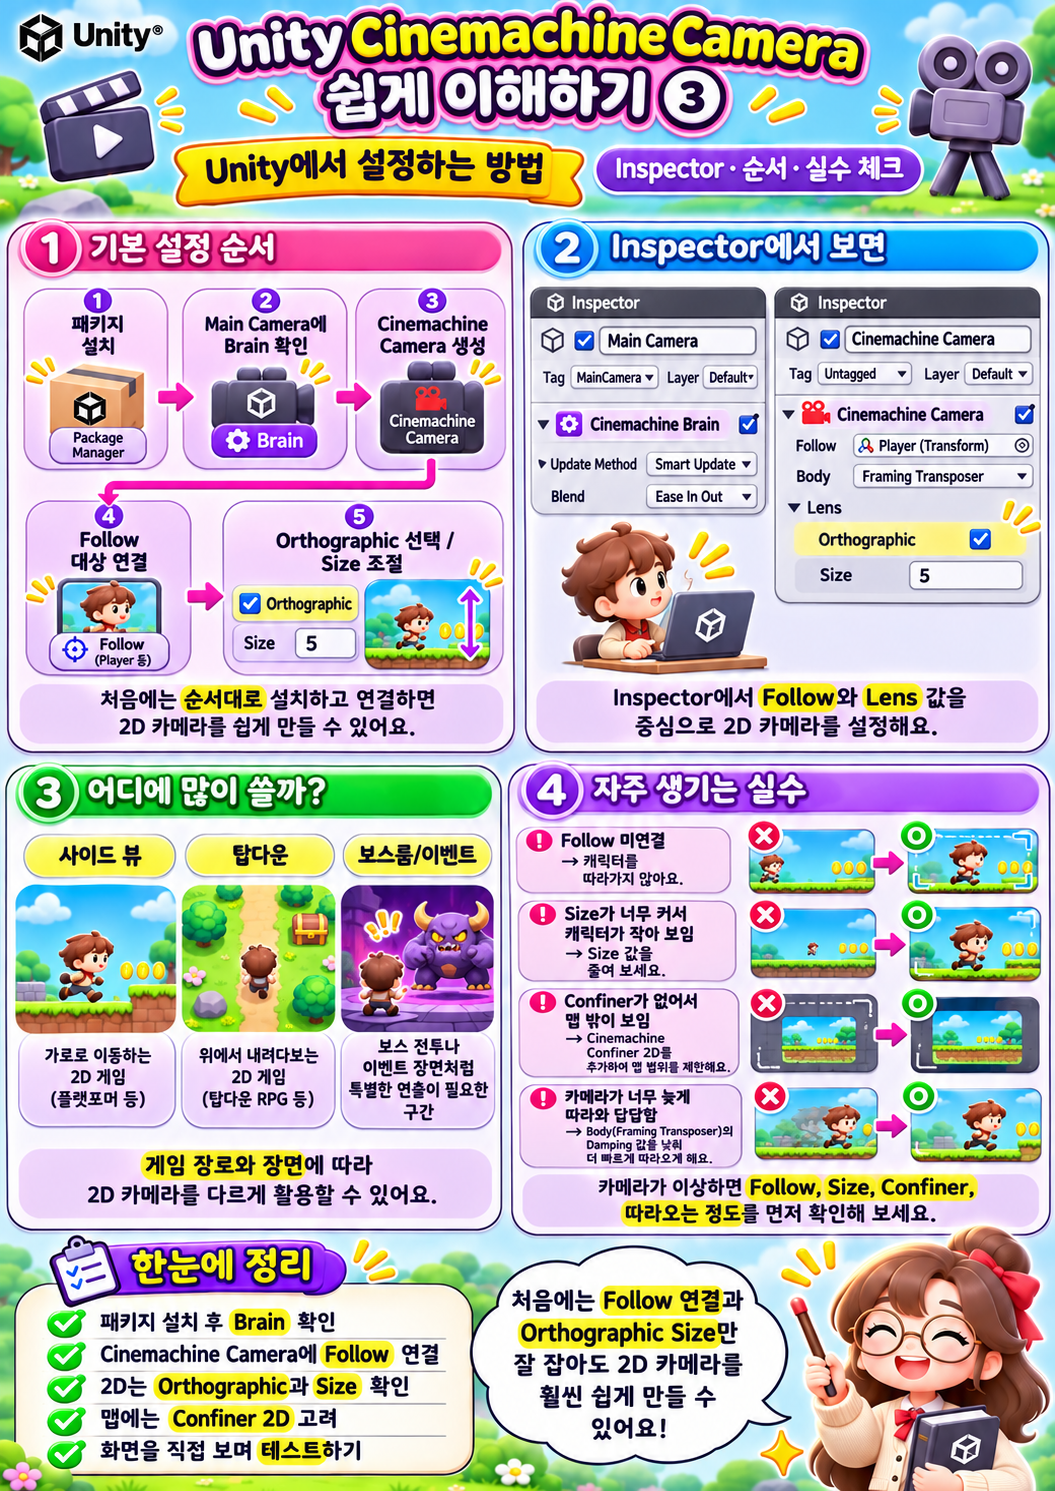 Unity®
Unity Cinemachine Camera
쉽게 이해하기 ③
Unity에서 설정하는 방법
Inspector · 순서 · 실수 체크
1 기본 설정 순서
1
패키지
설치
Package
Manager
2
Main Camera에
Brain 확인
Brain
3
Cinemachine
Camera 생성
Cinemachine
Camera
4
Follow
대상 연결
Follow
(Player 등)
5
Orthographic 선택 /
Size 조절
Orthographic
Size 5
처음에는 순서대로 설치하고 연결하면
2D 카메라를 쉽게 만들 수 있어요.
2 Inspector에서 보면
Inspector
Main Camera
Tag MainCamera Layer Default
Cinemachine Brain
Update Method Smart Update
Blend Ease In Out
Inspector
Cinemachine Camera
Tag Untagged Layer Default
Cinemachine Camera
Follow Player (Transform)
Body Framing Transposer
Lens
Orthographic
Size 5
Inspector에서 Follow와 Lens 값을
중심으로 2D 카메라를 설정해요.
3 어디에 많이 쓸까?
사이드 뷰
가로로 이동하는
2D 게임
(플랫포머 등)
탑다운
위에서 내려다보는
2D 게임
(탑다운 RPG 등)
보스룸/이벤트
보스 전투나
이벤트 장면처럼
특별한 연출이 필요한
구간
게임 장로와 장면에 따라
2D 카메라를 다르게 활용할 수 있어요.
4 자주 생기는 실수
! Follow 미연결
→ 캐릭터를
따라가지 않아요.
! Size가 너무 커서
캐릭터가 작아 보임
→ Size 값을
줄여 보세요.
! Confiner가 없어서
맵 밖이 보임
→ Cinemachine
Confiner 2D를
추가하여 맵 범위를 제한해요.
! 카메라가 너무 늦게
따라와 답답함
→ Body(Framing Transposer)의
Damping 값을 낮춰
더 빠르게 따라오게 해요.
카메라가 이상하면 Follow, Size, Confiner,
따라오는 정도를 먼저 확인해 보세요.
한눈에 정리
패키지 설치 후 Brain 확인
Cinemachine Camera에 Follow 연결
2D는 Orthographic과 Size 확인
맵에는 Confiner 2D 고려
화면을 직접 보며 테스트하기
처음에는 Follow 연결과
Orthographic Size만
잘 잡아도 2D 카메라를
훨씬 쉽게 만들 수
있어요!